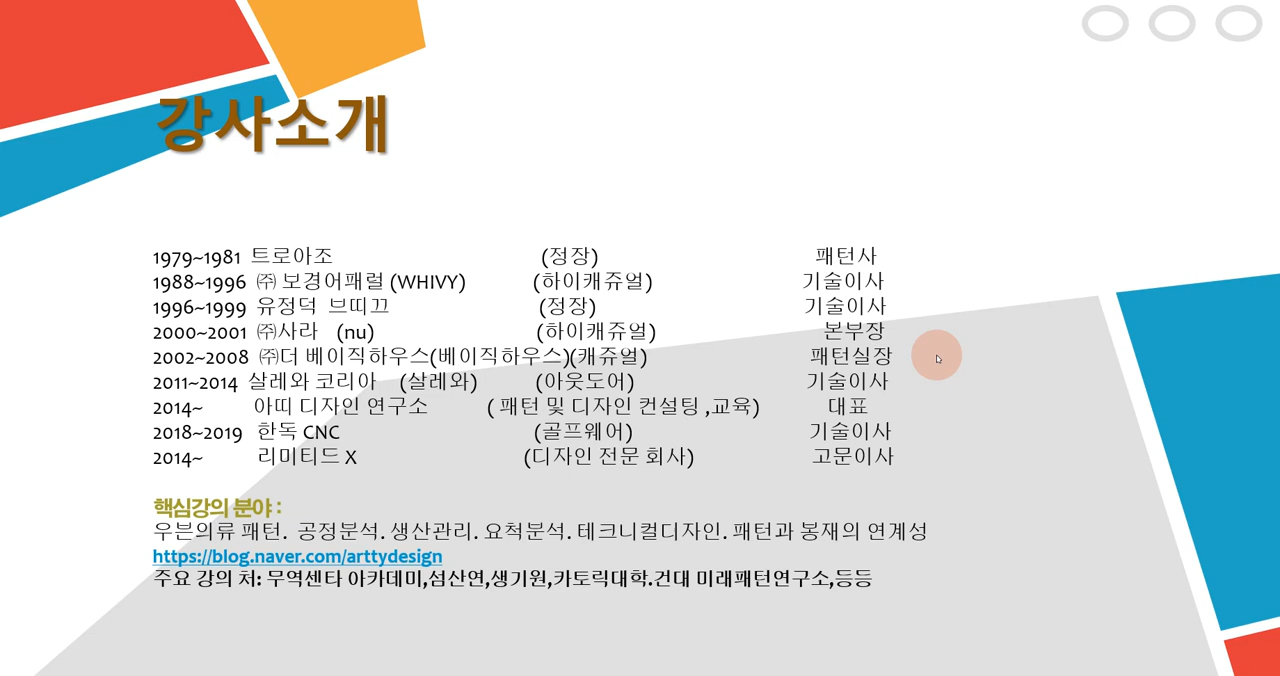 강사소개
1979~1981 트로아조 (정장) 패턴사
1988~1996 ㈜ 보경어패럴 (WHIVY) (하이캐쥬얼) 기술이사
1996~1999 유정덕 브띠끄 (정장) 기술이사
2000~2001 ㈜사라 (nu) (하이캐쥬얼) 본부장
2002~2008 ㈜더 베이직하우스(베이직하우스)(캐쥬얼) 패턴실장
2011~2014 살레와 코리아 (살레와) (아웃도어) 기술이사
2014~ 아띠 디자인 연구소 ( 패턴 및 디자인 컨설팅 ,교육) 대표
2018~2019 한독 CNC (골프웨어) 기술이사
2014~ 리미티드 X (디자인 전문 회사) 고문이사
핵심강의 분야 :
우븐의류 패턴. 공정분석. 생산관리. 요척분석. 테크니컬디자인. 패턴과 봉재의 연계성
https://blog.naver.com/arttydesign
주요 강의 처: 무역센타 아카데미,섬산연,생기원,카토릭대학.건대 미래패턴연구소,등등